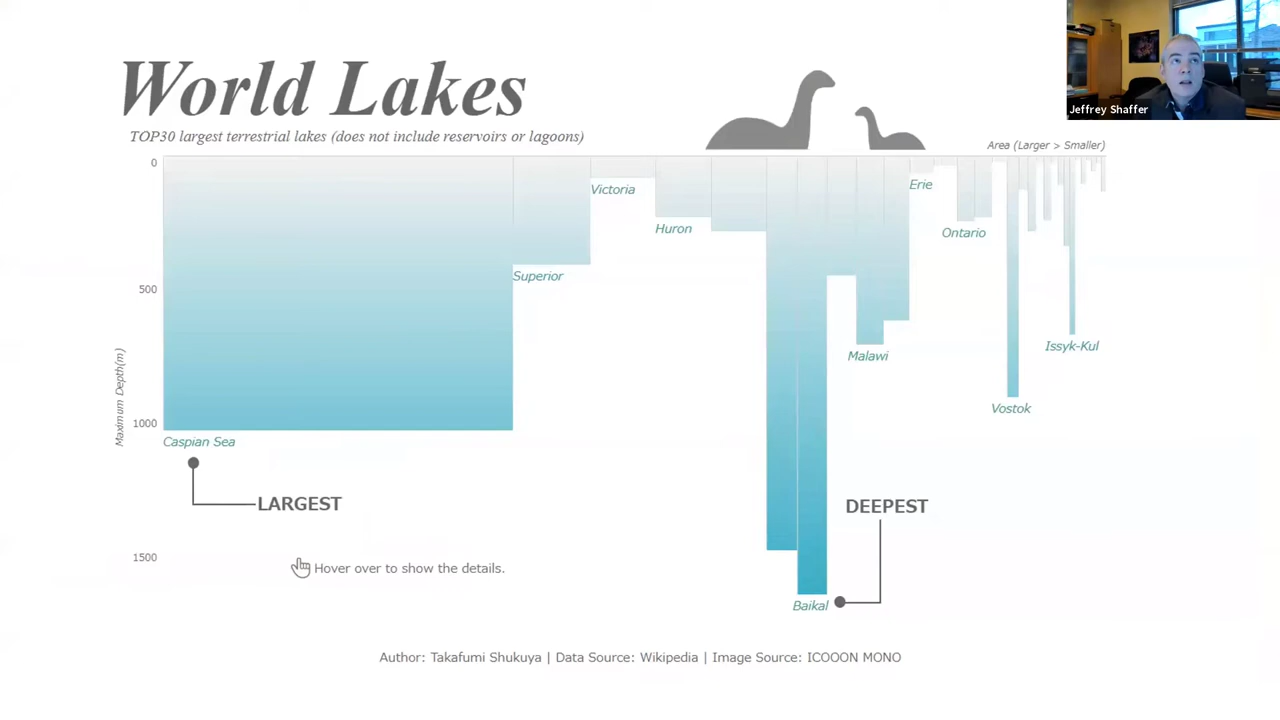 Jeffrey Shaffer
World Lakes
TOP30 largest terrestrial lakes (does not include reservoirs or lagoons)
Area (Larger > Smaller)
0
500
1000
1500
Maximum Depth(m)
Caspian Sea
Superior
Victoria
Huron
Baikal
Malawi
Erie
Ontario
Vostok
Issyk-Kul
LARGEST
DEEPEST
Hover over to show the details.
Author: Takafumi Shukuya | Data Source: Wikipedia | Image Source: ICOOON MONO